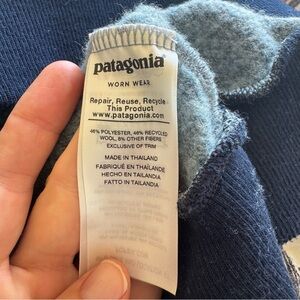 patagonia
WORN WEAR
Repair, Reuse, Recycle
This Product
www.patagonia.com
46% POLYESTER, 46% RECYCLED
WOOL, 8% OTHER FIBERS
EXCLUSIVE OF TRIM
MADE IN THAILAND
FABRIQUÉ EN THAÏLANDE
HECHO EN TAILANDIA
FATTO IN TAILANDIA